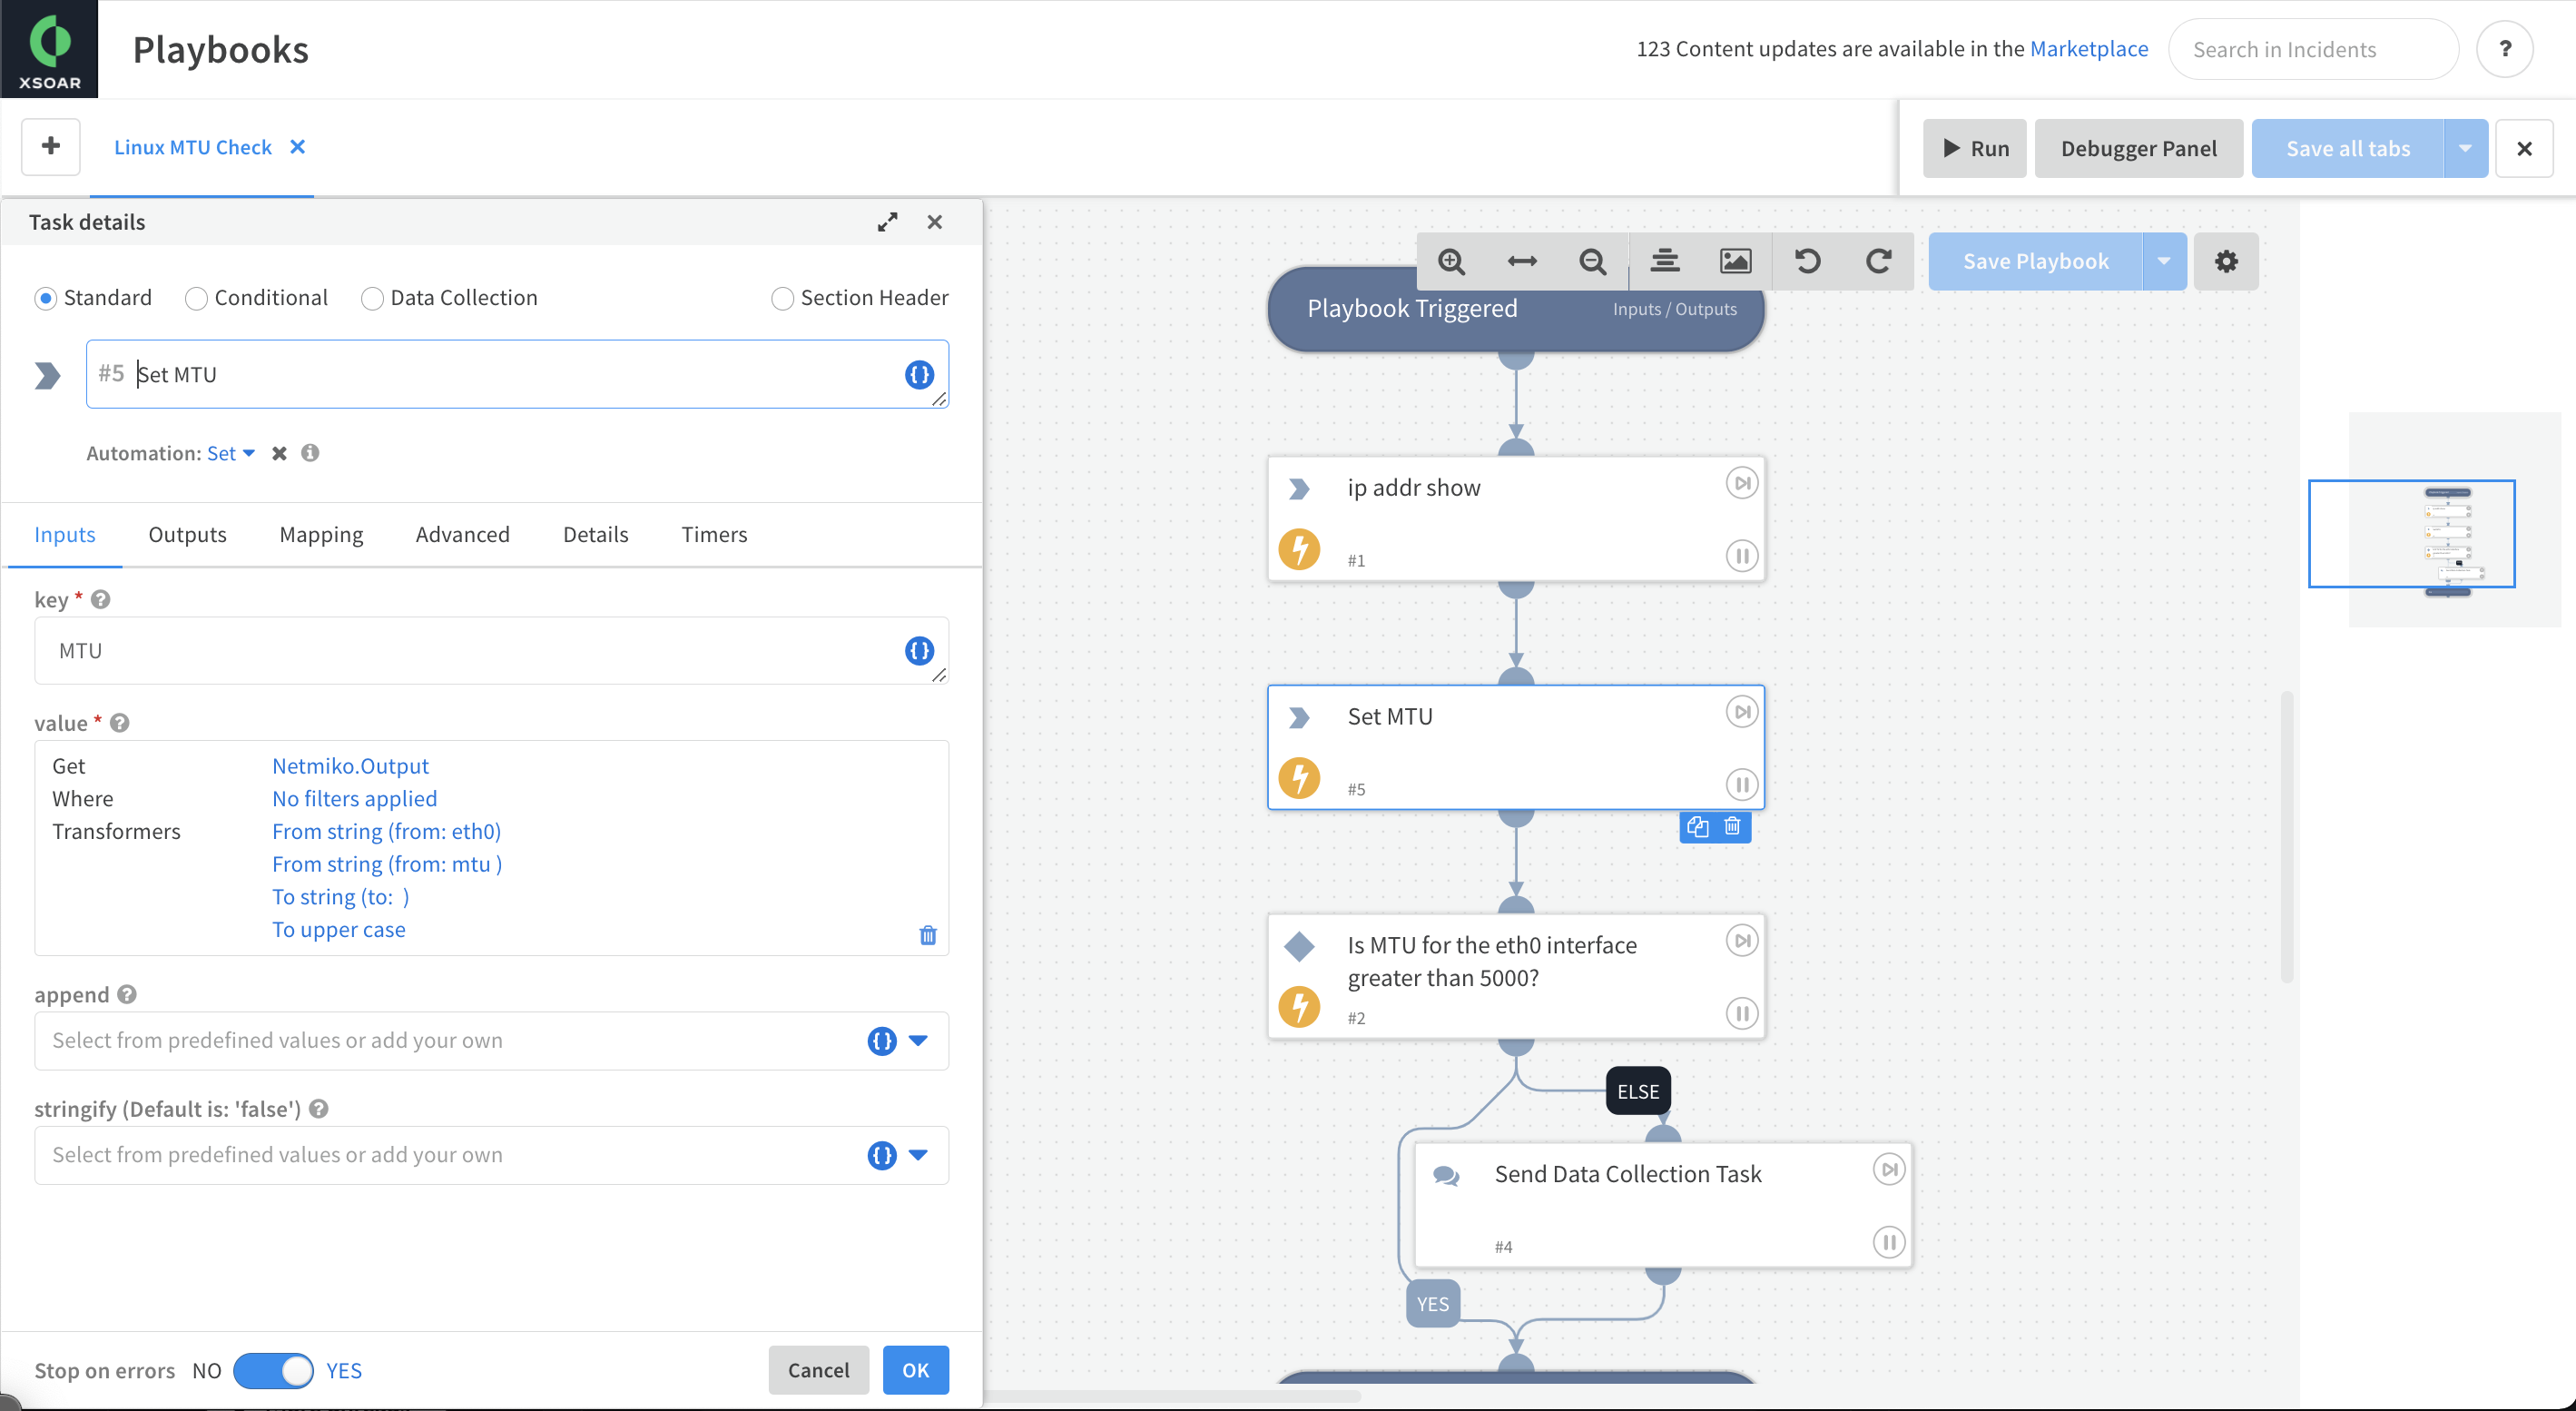 XSOAR
Playbooks
123 Content updates are available in the Marketplace
Search in Incidents
?
+
Linux MTU Check
Run
Debugger Panel
Save all tabs
Task details
Standard
Conditional
Data Collection
Section Header
#5 Set MTU
{}
Automation: Set
Inputs
Outputs
Mapping
Advanced
Details
Timers
key * ?
MTU
{}
value * ?
Get Netmiko.Output
Where No filters applied
Transformers From string (from: eth0)
From string (from: mtu )
To string (to:  )
To upper case
append ?
Select from predefined values or add your own
{}
stringify (Default is: 'false') ?
Select from predefined values or add your own
{}
Stop on errors NO YES
Cancel
OK
Save Playbook
Playbook Triggered
Inputs / Outputs
ip addr show
#1
Set MTU
#5
Is MTU for the eth0 interface
greater than 5000?
#2
ELSE
Send Data Collection Task
#4
YES